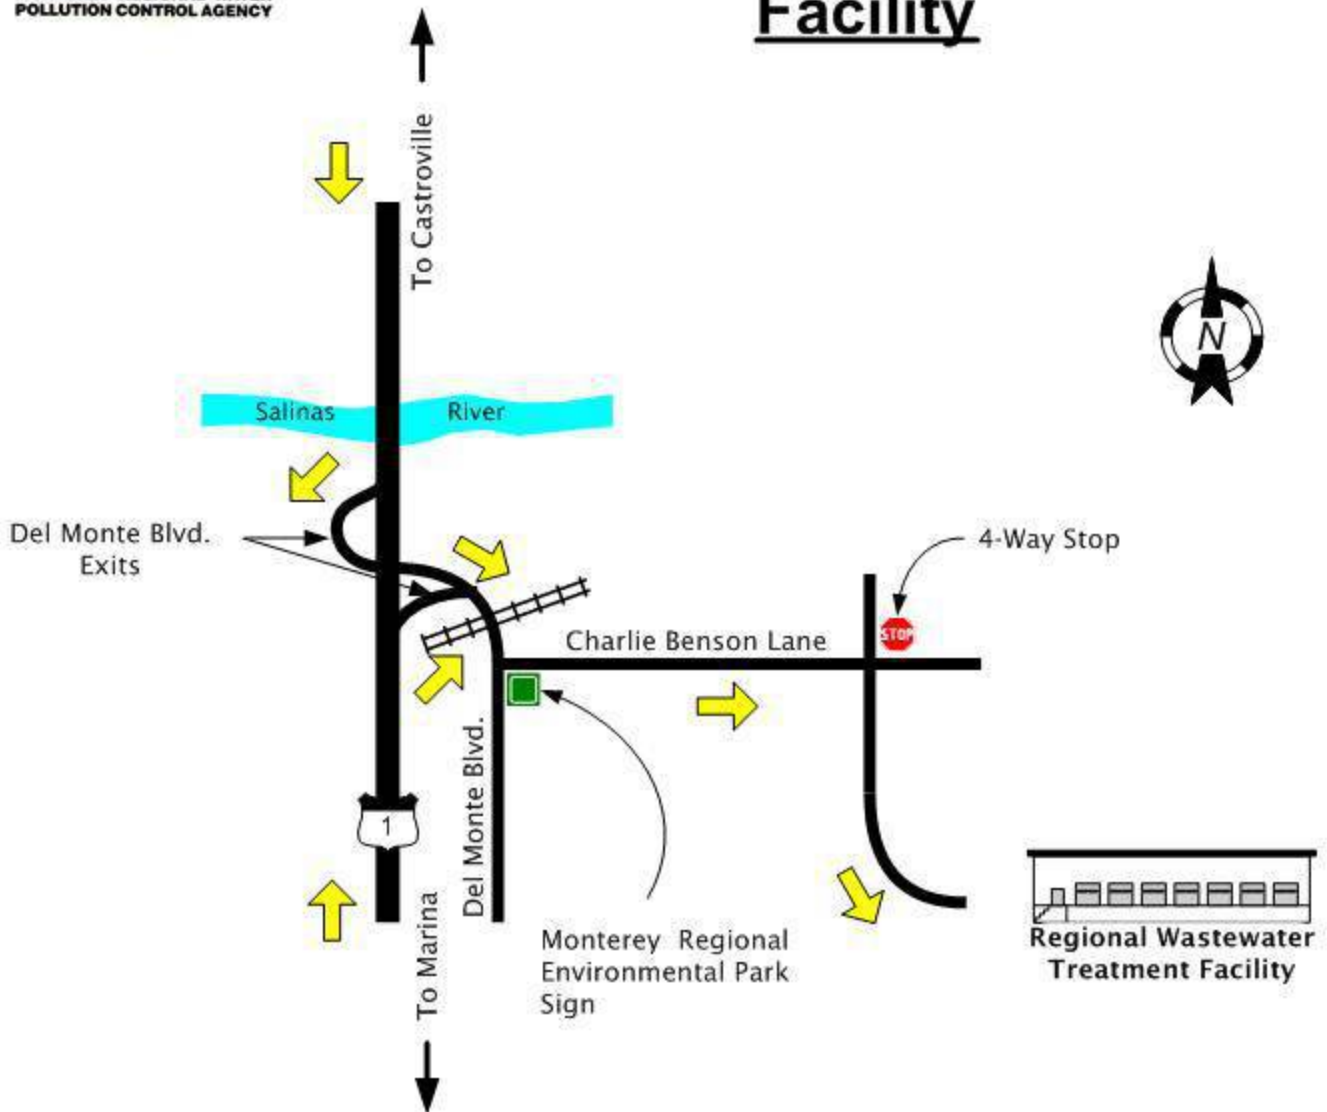 POLLUTION CONTROL AGENCY
Facility
To Castroville
N
Salinas River
Del Monte Blvd.
Exits
4-Way Stop
STOP
Charlie Benson Lane
Del Monte Blvd.
1
To Marina
Monterey Regional
Environmental Park
Sign
Regional Wastewater
Treatment Facility